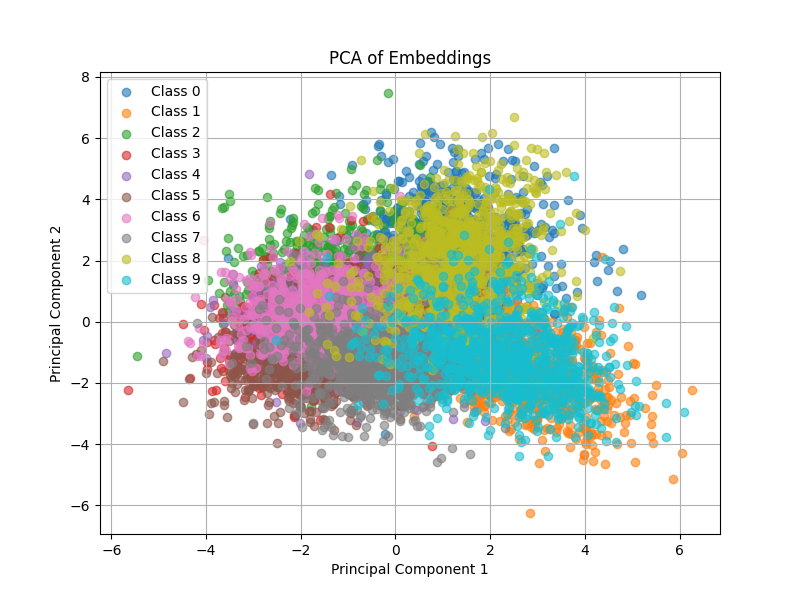 PCA of Embeddings
8
6
4
2
0
−2
−4
−6
Principal Component 2
Class 0
Class 1
Class 2
Class 3
Class 4
Class 5
Class 6
Class 7
Class 8
Class 9
−6 −4 −2 0 2 4 6
Principal Component 1